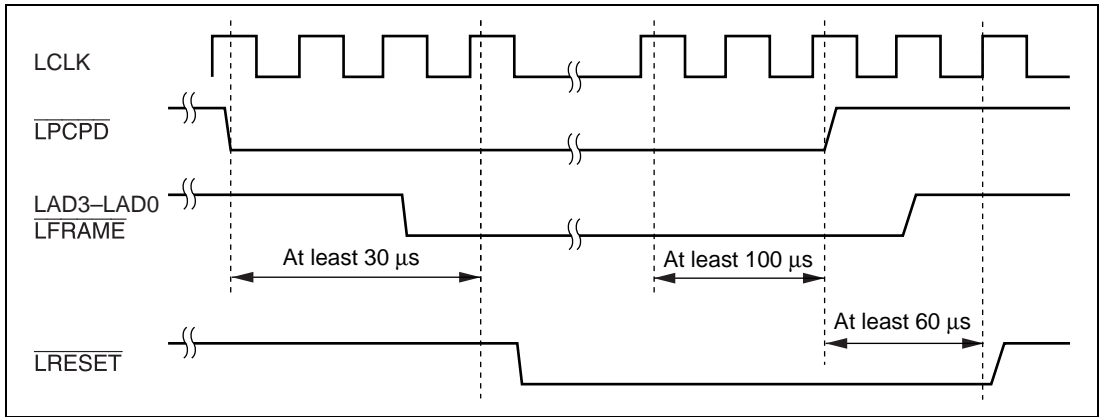 LCLK
LPCPD
LAD3–LAD0
LFRAME
At least 30 μs
At least 100 μs
At least 60 μs
LRESET